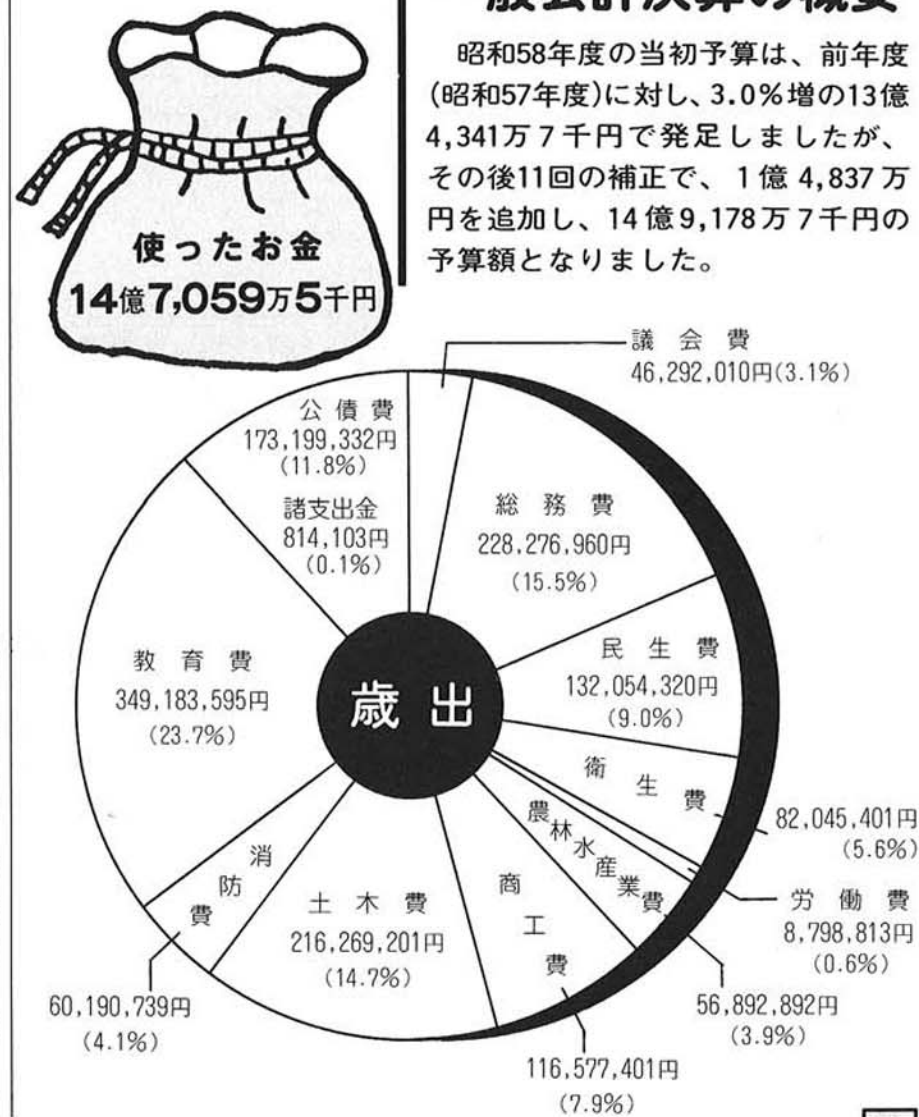 昭和58年度の当初予算は、前年度
(昭和57年度)に対し、3.0%増の13億
4,341万7千円で発足しましたが、
その後11回の補正で、1億4,837万
円を追加し、14億9,178万7千円の
予算額となりました。
使ったお金
14億7,059万5千円
歳出
議会費
46,292,010円(3.1%)
総務費
228,276,960円
(15.5%)
民生費
132,054,320円
(9.0%)
衛生費
82,045,401円
(5.6%)
労働費
8,798,813円
(0.6%)
農林水産業費
56,892,892円
(3.9%)
商工費
116,577,401円
(7.9%)
土木費
216,269,201円
(14.7%)
消防費
60,190,739円
(4.1%)
教育費
349,183,595円
(23.7%)
公債費
173,199,332円
(11.8%)
諸支出金
814,103円
(0.1%)